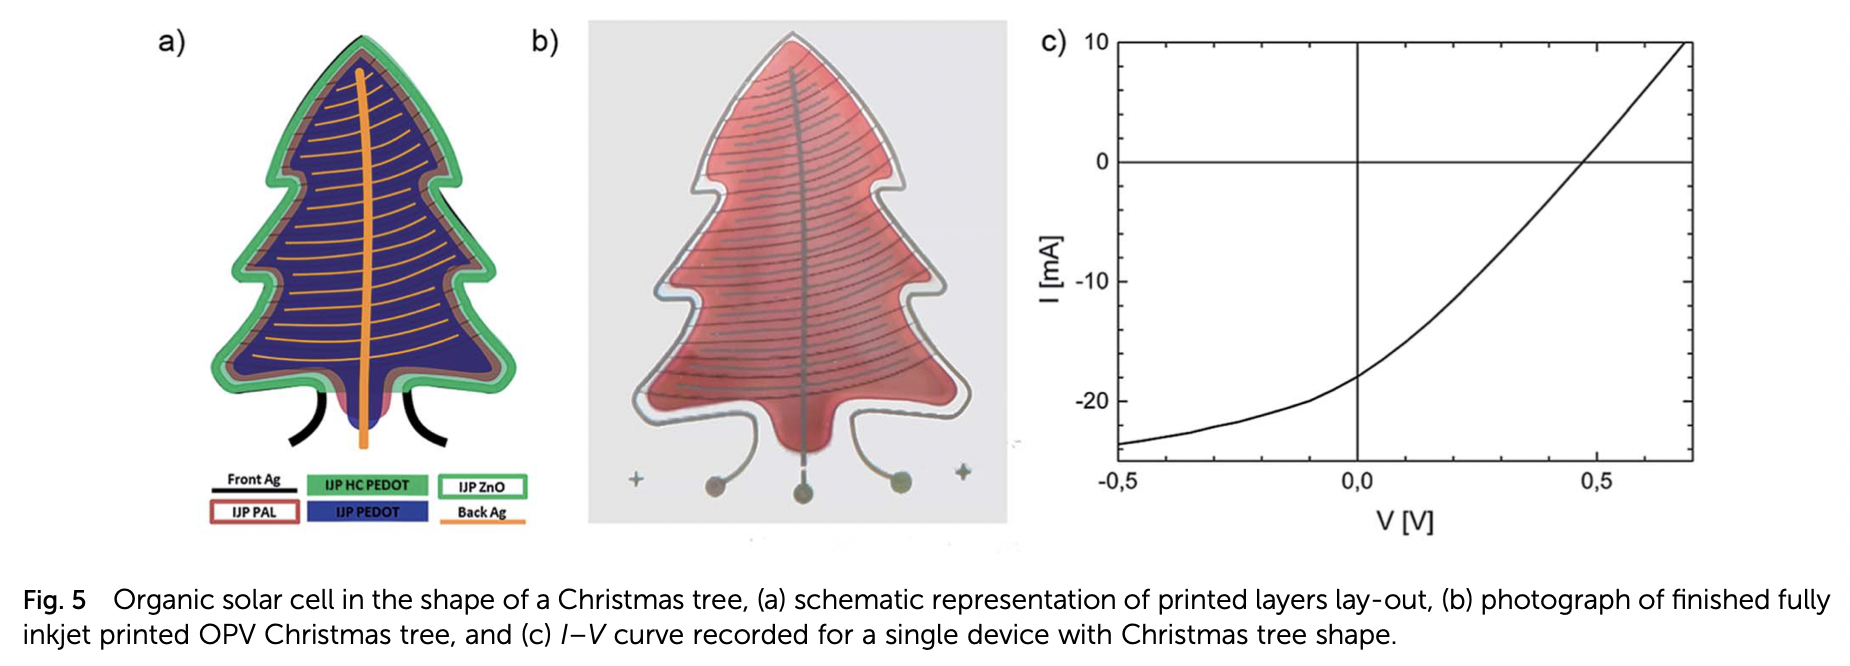 a)
Front Ag
IJP HC PEDOT
IJP ZnO
IJP PAL
IJP PEDOT
Back Ag
b)
c)
10
0
-10
-20
I [mA]
-0,5
0,0
0,5
V [V]
Fig. 5 Organic solar cell in the shape of a Christmas tree, (a) schematic representation of printed layers lay-out, (b) photograph of finished fully
inkjet printed OPV Christmas tree, and (c) I–V curve recorded for a single device with Christmas tree shape.